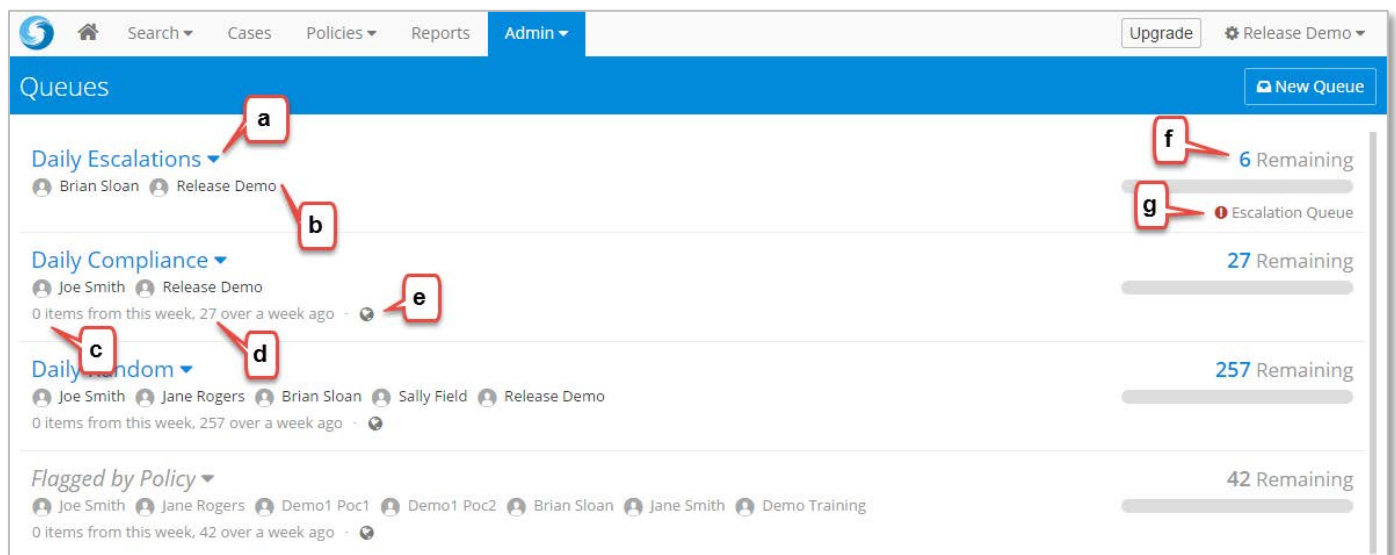 Search Cases Policies Reports Admin Upgrade Release Demo
Queues New Queue
a
Daily Escalations f 6 Remaining
Brian Sloan Release Demo
b g Escalation Queue
Daily Compliance 27 Remaining
Joe Smith Release Demo e
0 items from this week, 27 over a week ago ·
c d
Daily Random 257 Remaining
Joe Smith Jane Rogers Brian Sloan Sally Field Release Demo
0 items from this week, 257 over a week ago ·
Flagged by Policy 42 Remaining
Joe Smith Jane Rogers Demo1 Poc1 Demo1 Poc2 Brian Sloan Jane Smith Demo Training
0 items from this week, 42 over a week ago ·